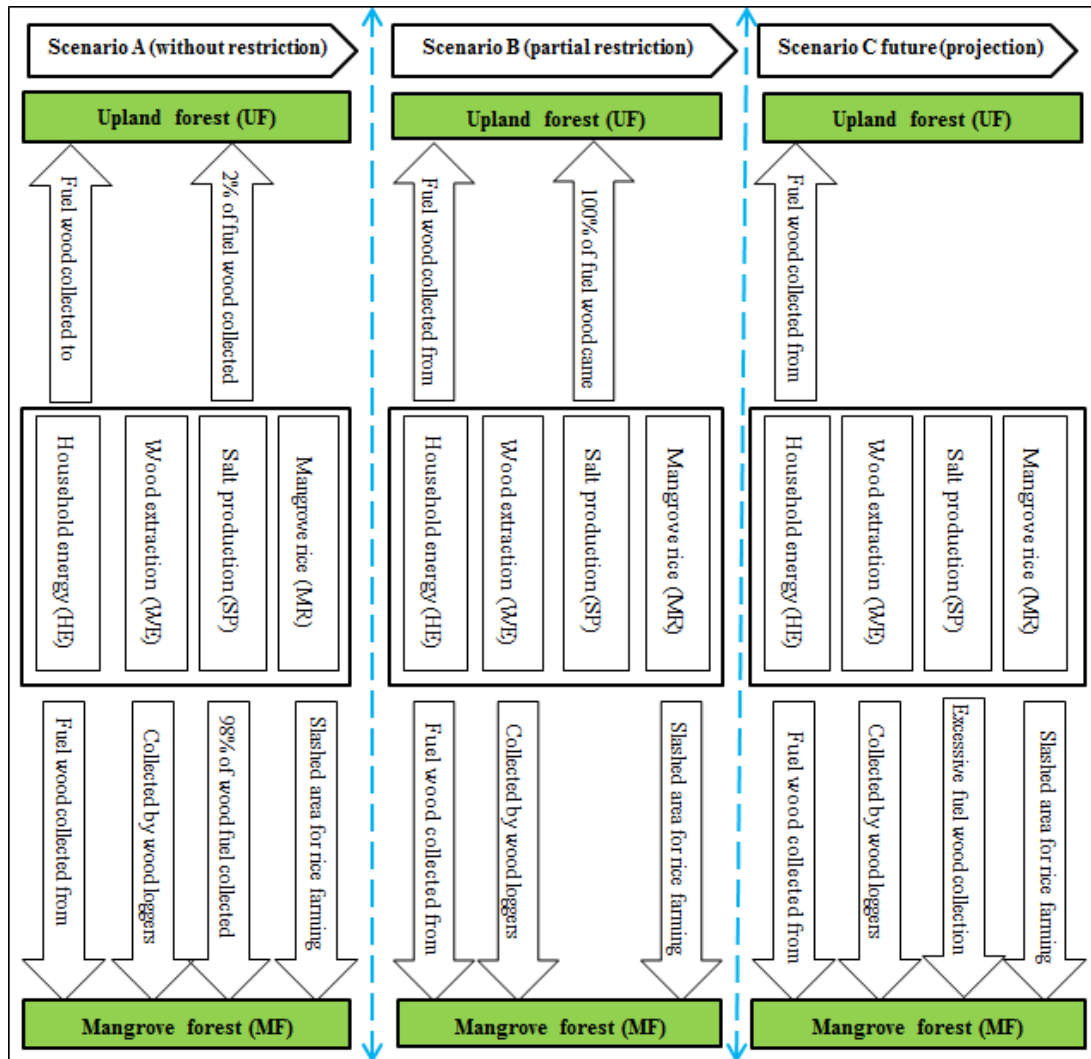 Scenario A (without restriction)
Upland forest (UF)
Fuel wood collected to
2% of fuel wood collected
Household energy (HE)
Wood extraction (WE)
Salt production (SP)
Mangrove rice (MR)
Fuel wood collected from
Collected by wood loggers
98% of wood fuel collected
Slashed area for rice farming
Mangrove forest (MF)
Scenario B (partial restriction)
Upland forest (UF)
Fuel wood collected from
100% of fuel wood came
Household energy (HE)
Wood extraction (WE)
Salt production (SP)
Mangrove rice (MR)
Fuel wood collected from
Collected by wood loggers
Slashed area for rice farming
Mangrove forest (MF)
Scenario C future (projection)
Upland forest (UF)
Fuel wood collected from
Household energy (HE)
Wood extraction (WE)
Salt production (SP)
Mangrove rice (MR)
Fuel wood collected from
Collected by wood loggers
Excessive fuel wood collection
Slashed area for rice farming
Mangrove forest (MF)